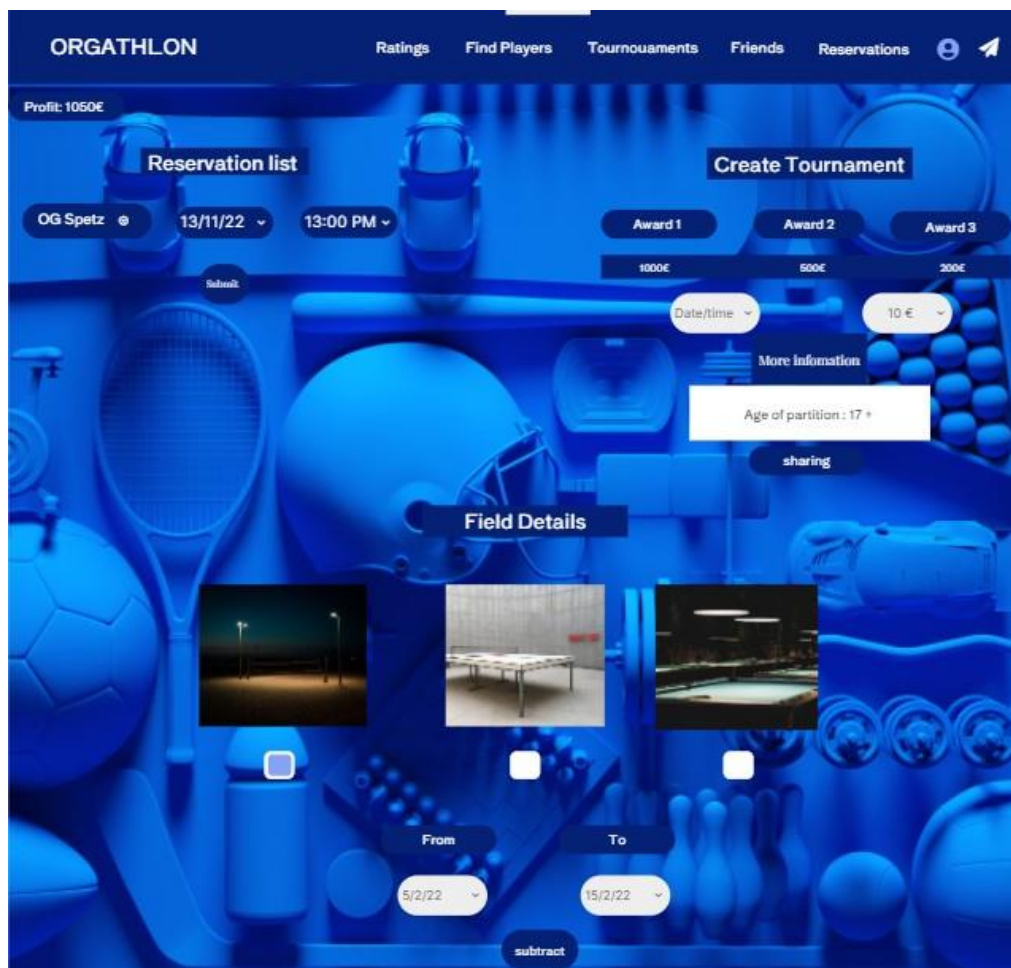 ORGATHLON Ratings Find Players Tournouaments Friends Reservations
Profit: 1050€
Reservation list
OG Spetz 13/11/22 13:00 PM
Submit
Create Tournament
Award 1 Award 2 Award 3
1000€ 500€ 200€
Date/time 10 €
More infomation
Age of partition : 17 +
sharing
Field Details
From To
5/2/22 15/2/22
subtract